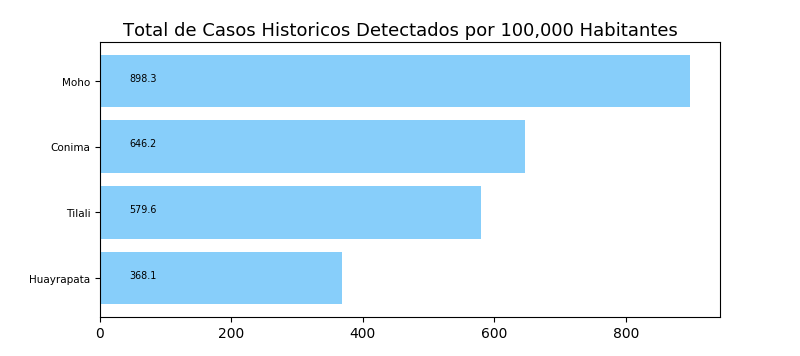 Total de Casos Historicos Detectados por 100,000 Habitantes
Moho 898.3
Conima 646.2
Tilali 579.6
Huayrapata 368.1
0 200 400 600 800